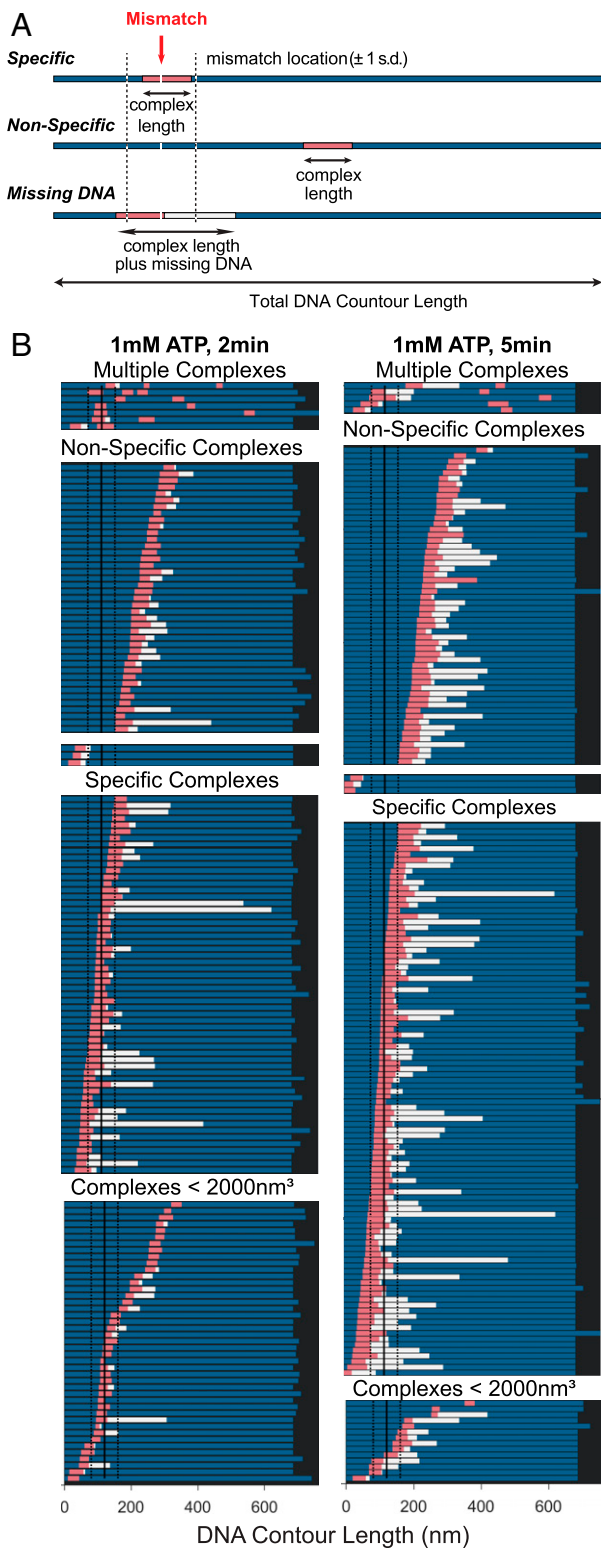 A
Mismatch
Specific
mismatch location (± 1 s.d.)
complex
length
Non-Specific
complex
length
Missing DNA
complex length
plus missing DNA
Total DNA Countour Length
B
1mM ATP, 2min
Multiple Complexes
Non-Specific Complexes
Specific Complexes
Complexes < 2000nm³
0 200 400 600
1mM ATP, 5min
Multiple Complexes
Non-Specific Complexes
Specific Complexes
Complexes < 2000nm³
0 200 400 600
DNA Contour Length (nm)